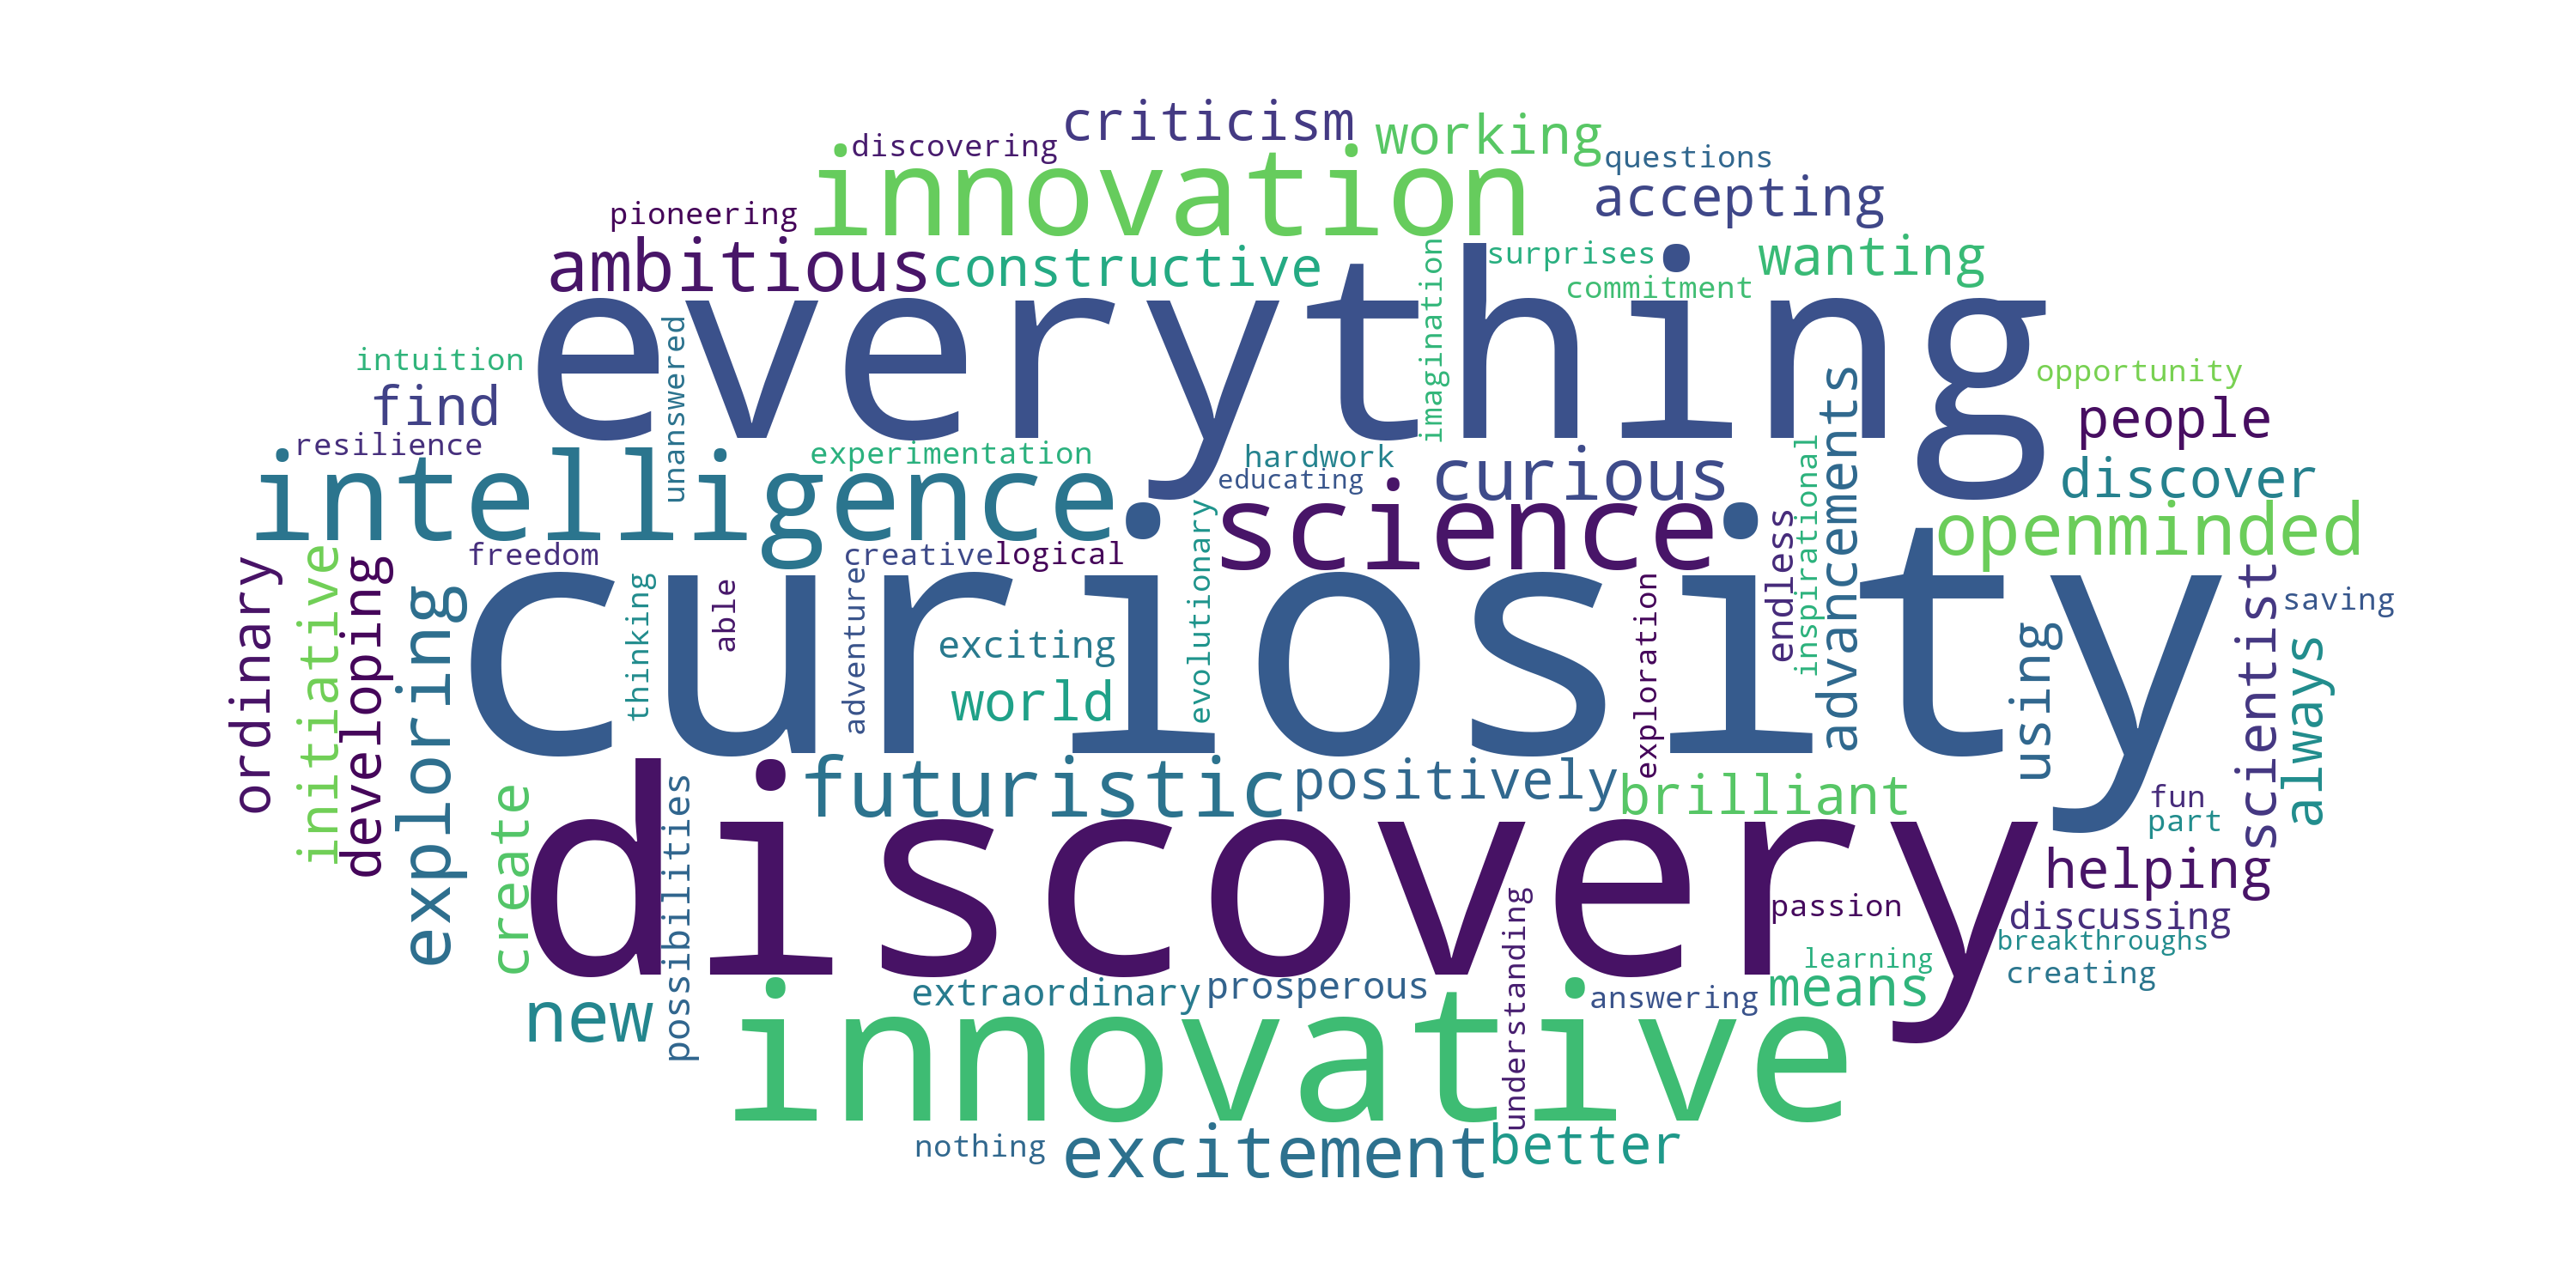 criticism
working
discovering
questions
innovation
accepting
pioneering
ambitious
constructive
imagination
surprises
wanting
commitment
everything
unanswered
intuition
opportunity
find
people
resilience
intelligence
experimentation
hardwork
educating
curious
advancements
inspirational
discover
science
openminded
ordinary
initiative
developing
exploring
freedom
creative
logical
evolutionary
endless
scientist
saving
curiosity
thinking
able
adventure
exciting
world
exploration
using
always
futuristic
positively
brilliant
fun
part
create
possibilities
discovery
helping
passion
discussing
understanding
breakthroughs
learning
creating
extraordinary
prosperous
answering
means
new
innovative
nothing
excitement
better